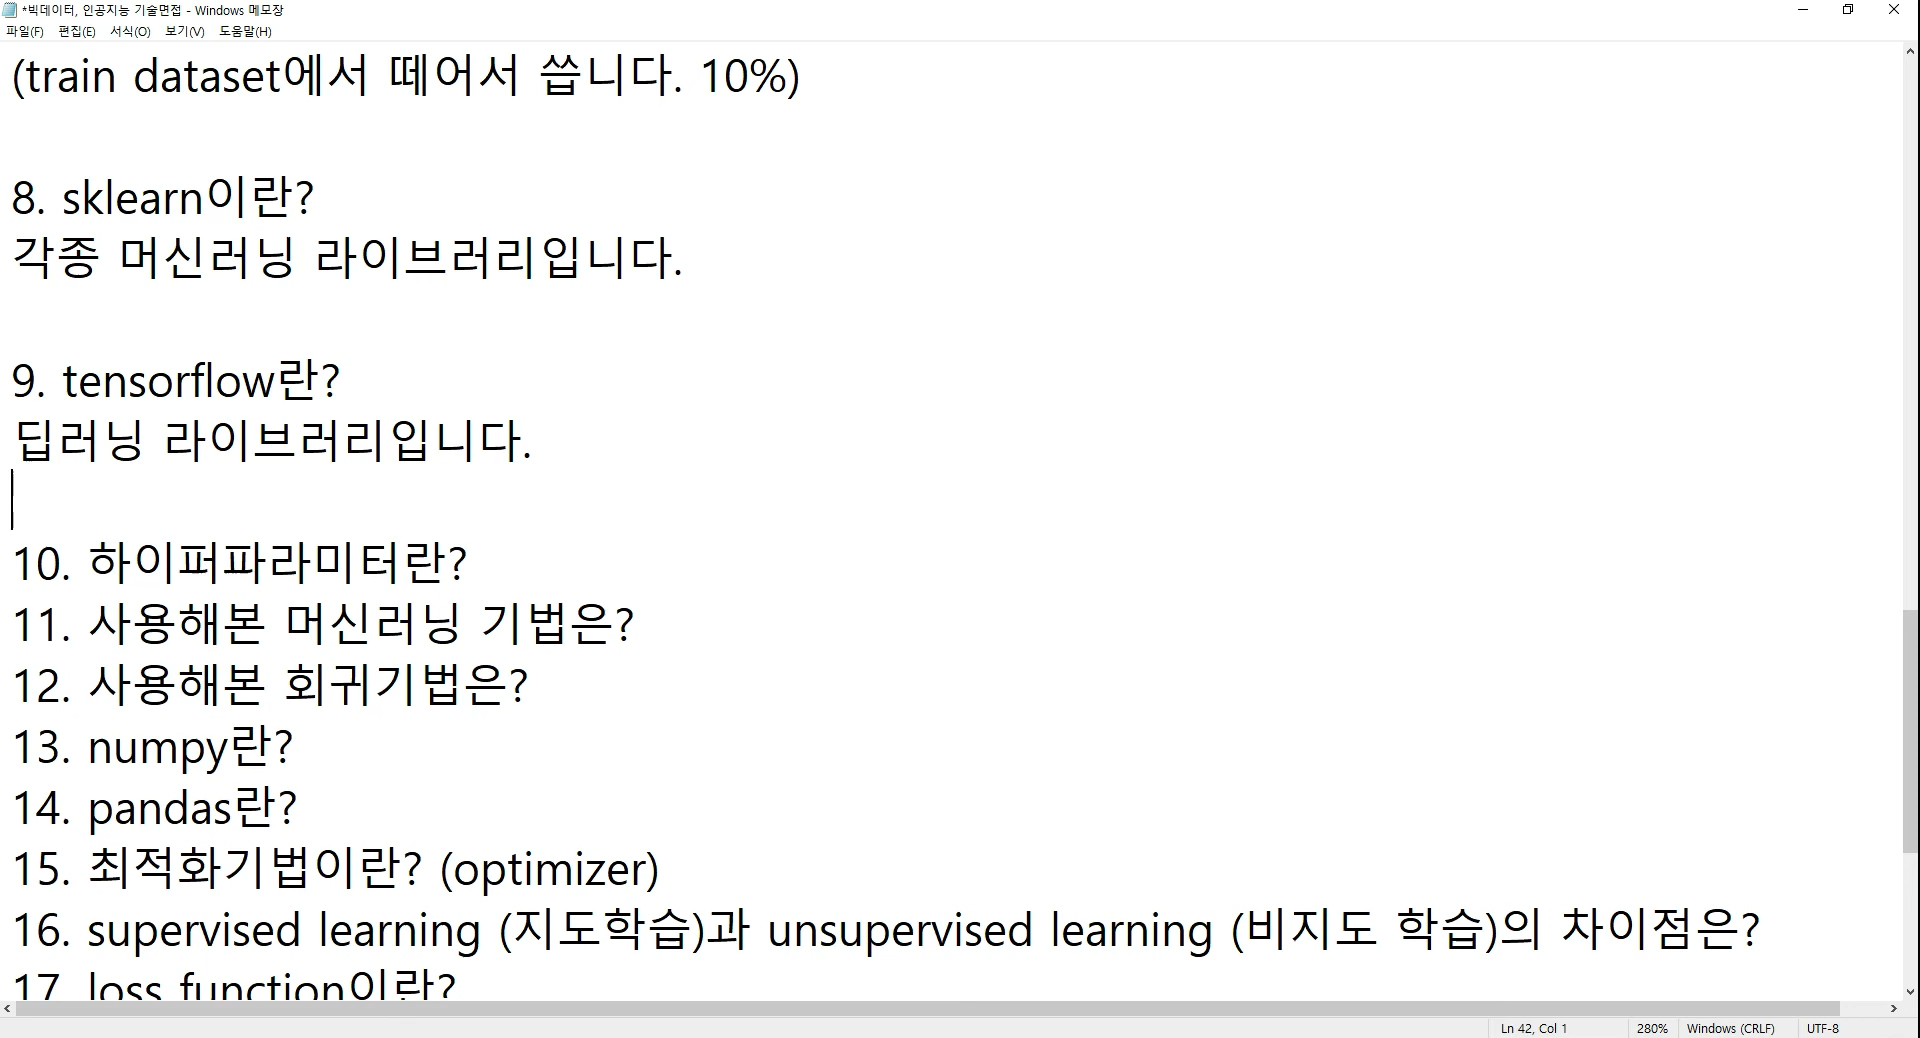 *빅데이터, 인공지능 기술면접 - Windows 메모장
파일(F) 편집(E) 서식(O) 보기(V) 도움말(H)
(train dataset에서 떼어서 씁니다. 10%)
8. sklearn이란?
각종 머신러닝 라이브러리입니다.
9. tensorflow란?
딥러닝 라이브러리입니다.
10. 하이퍼파라미터란?
11. 사용해본 머신러닝 기법은?
12. 사용해본 회귀기법은?
13. numpy란?
14. pandas란?
15. 최적화기법이란? (optimizer)
16. supervised learning (지도학습)과 unsupervised learning (비지도 학습)의 차이점은?
17. loss function이란?
Ln 42, Col 1 280% Windows (CRLF) UTF-8